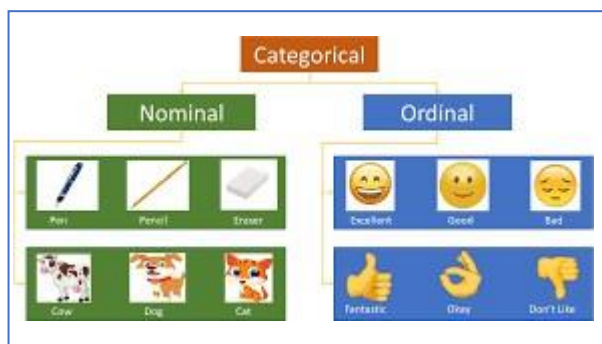 Categorical
Nominal
Ordinal
Pen Pencil Eraser
Excellent Good Bad
Cow Dog Cat
Fantastic Okay Don't Like